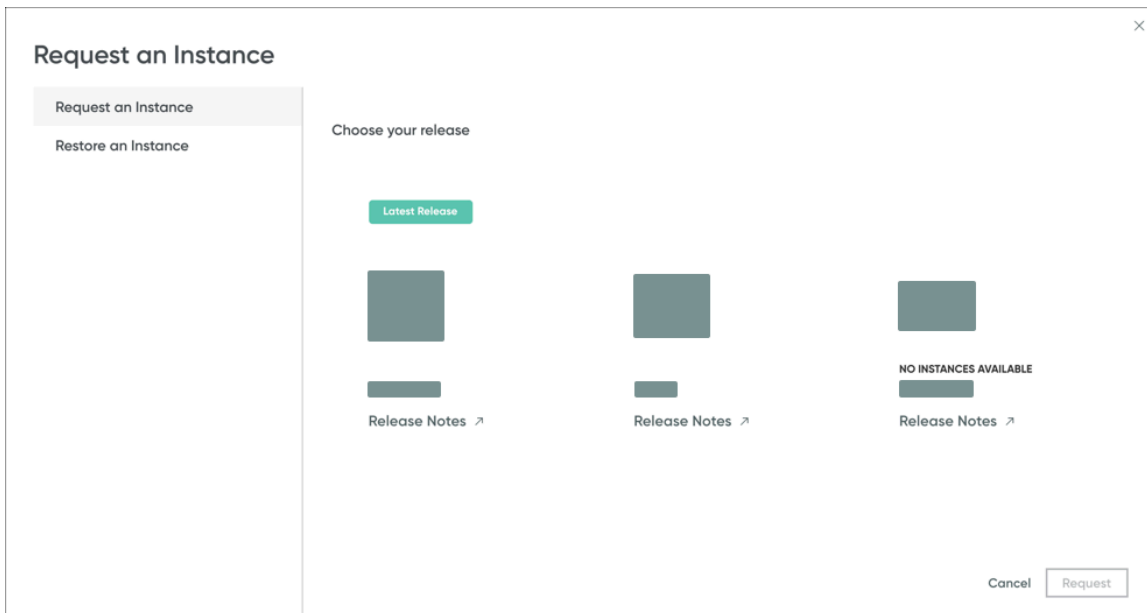 Request an Instance
Request an Instance
Restore an Instance
Choose your release
Latest Release
Release Notes ↗
Release Notes ↗
NO INSTANCES AVAILABLE
Release Notes ↗
Cancel
Request